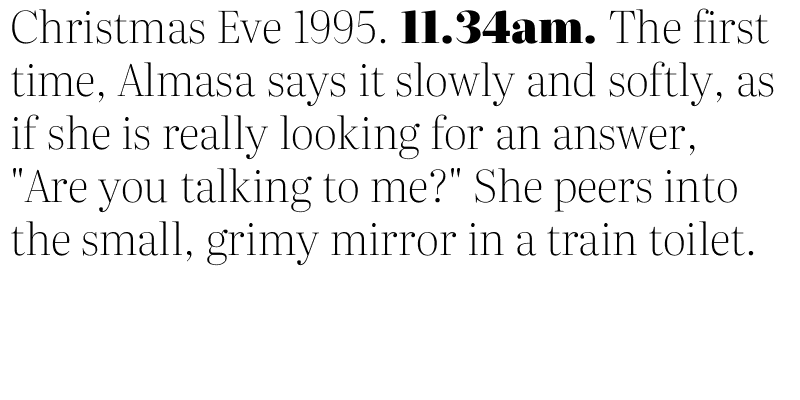 Christmas Eve 1995. 11.34am. The first
time, Almasa says it slowly and softly, as
if she is really looking for an answer,
"Are you talking to me?" She peers into
the small, grimy mirror in a train toilet.